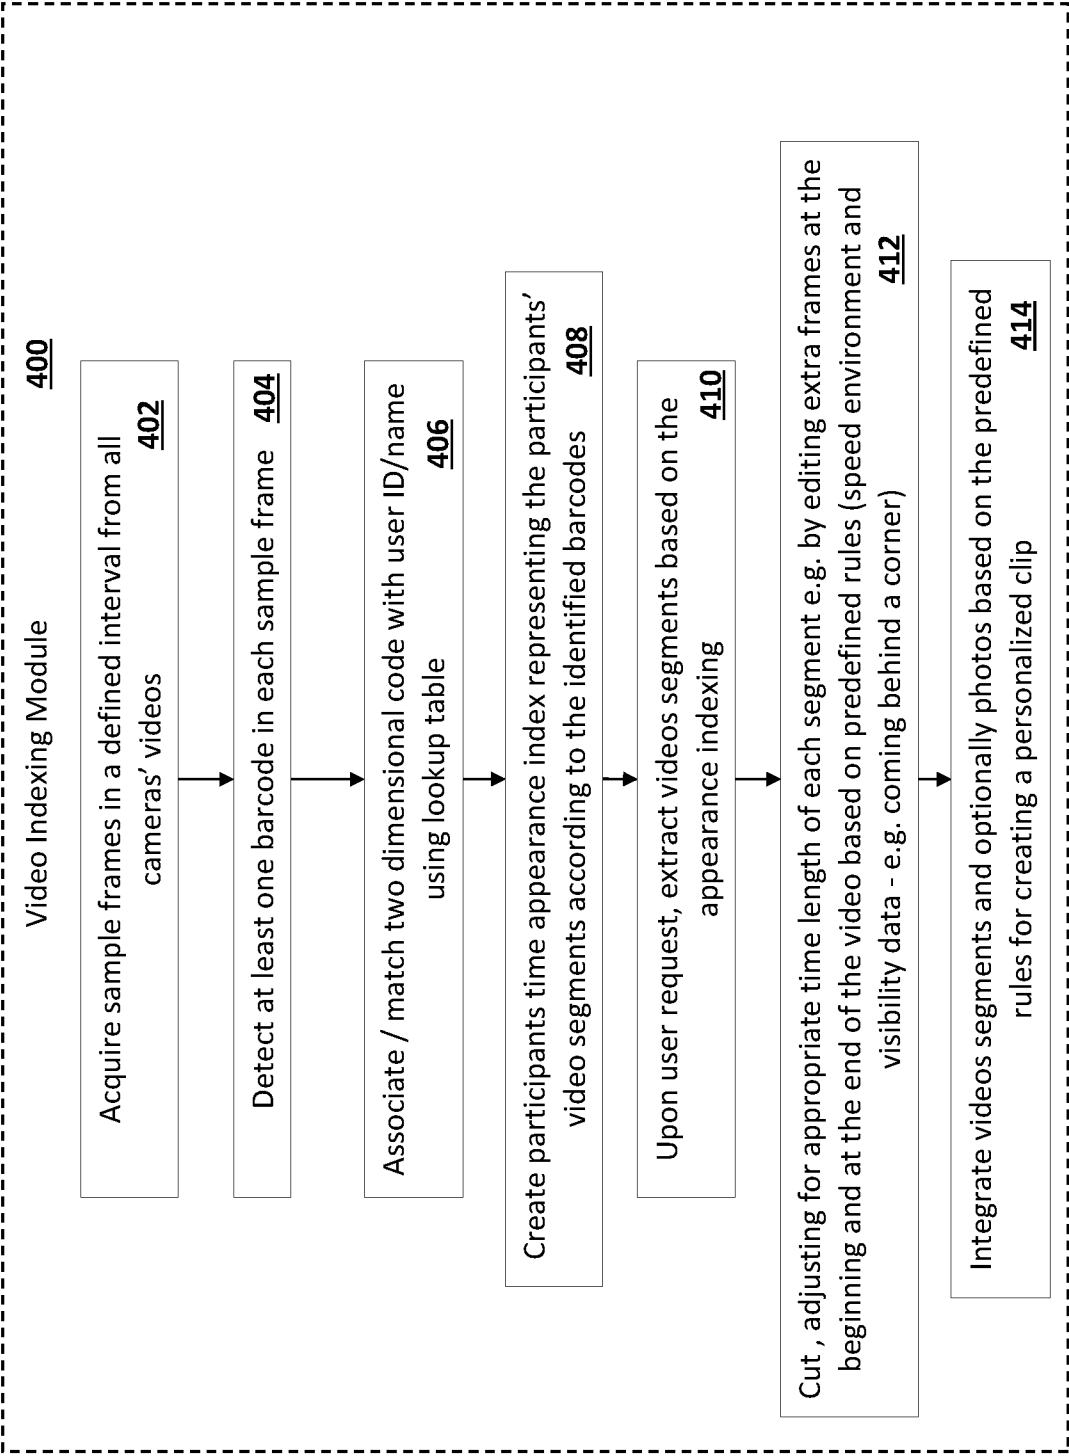 Video Indexing Module
400
Acquire sample frames in a defined interval from all
cameras’ videos
402
Detect at least one barcode in each sample frame
404
Associate / match two dimensional code with user ID/name
using lookup table
406
Create participants time appearance index representing the participants’
video segments according to the identified barcodes
408
Upon user request, extract videos segments based on the
appearance indexing
410
Cut , adjusting for appropriate time length of each segment e.g. by editing extra frames at the
beginning and at the end of the video based on predefined rules (speed environment and
visibility data - e.g. coming behind a corner)
412
Integrate videos segments and optionally photos based on the predefined
rules for creating a personalized clip
414